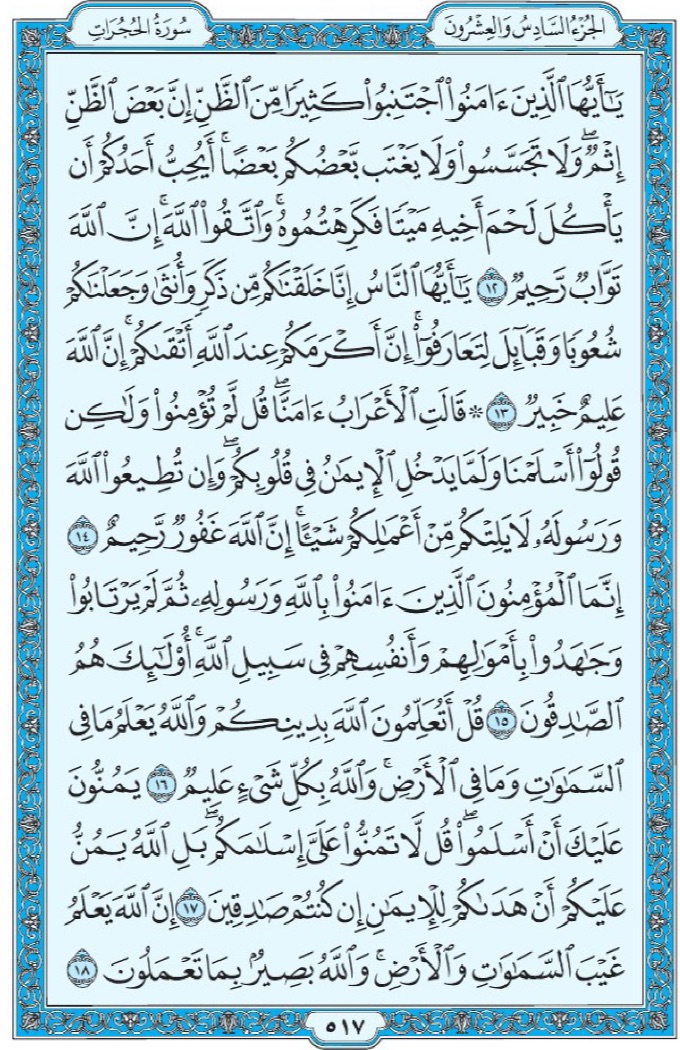 الجُزْءُ السَّادِسُ وَالعِشْرُونَ
سُورَةُ الحُجُرَاتِ
يَٰٓأَيُّهَا ٱلَّذِينَ ءَامَنُوا۟ ٱجْتَنِبُوا۟ كَثِيرًا مِّنَ ٱلظَّنِّ إِنَّ بَعْضَ ٱلظَّنِّ
إِثْمٌ ۖ وَلَا تَجَسَّسُوا۟ وَلَا يَغْتَب بَّعْضُكُم بَعْضًا ۚ أَيُحِبُّ أَحَدُكُمْ أَن
يَأْكُلَ لَحْمَ أَخِيهِ مَيْتًا فَكَرِهْتُمُوهُ ۚ وَٱتَّقُوا۟ ٱللَّهَ ۚ إِنَّ ٱللَّهَ
تَوَّابٌ رَّحِيمٌ ١٢ يَٰٓأَيُّهَا ٱلنَّاسُ إِنَّا خَلَقْنَٰكُم مِّن ذَكَرٍ وَأُنثَىٰ وَجَعَلْنَٰكُمْ
شُعُوبًا وَقَبَآئِلَ لِتَعَارَفُوٓا۟ ۚ إِنَّ أَكْرَمَكُمْ عِندَ ٱللَّهِ أَتْقَىٰكُمْ ۚ إِنَّ ٱللَّهَ
عَلِيمٌ خَبِيرٌ ١٣ * قَالَتِ ٱلْأَعْرَابُ ءَامَنَّا ۖ قُل لَّمْ تُؤْمِنُوا۟ وَلَٰكِن
قُولُوٓا۟ أَسْلَمْنَا وَلَمَّا يَدْخُلِ ٱلْإِيمَٰنُ فِى قُلُوبِكُمْ ۖ وَإِن تُطِيعُوا۟ ٱللَّهَ
وَرَسُولَهُۥ لَا يَلِتْكُم مِّنْ أَعْمَٰلِكُمْ شَيْـًٔا ۚ إِنَّ ٱللَّهَ غَفُورٌ رَّحِيمٌ ١٤
إِنَّمَا ٱلْمُؤْمِنُونَ ٱلَّذِينَ ءَامَنُوا۟ بِٱللَّهِ وَرَسُولِهِۦ ثُمَّ لَمْ يَرْتَابُوا۟
وَجَٰهَدُوا۟ بِأَمْوَٰلِهِمْ وَأَنفُسِهِمْ فِى سَبِيلِ ٱللَّهِ ۚ أُو۟لَٰٓئِكَ هُمُ
ٱلصَّٰدِقُونَ ١٥ قُلْ أَتُعَلِّمُونَ ٱللَّهَ بِدِينِكُمْ وَٱللَّهُ يَعْلَمُ مَا فِى
ٱلسَّمَٰوَٰتِ وَمَا فِى ٱلْأَرْضِ ۚ وَٱللَّهُ بِكُلِّ شَىْءٍ عَلِيمٌ ١٦ يَمُنُّونَ
عَلَيْكَ أَنْ أَسْلَمُوا۟ ۖ قُل لَّا تَمُنُّوا۟ عَلَىَّ إِسْلَٰمَكُم ۖ بَلِ ٱللَّهُ يَمُنُّ
عَلَيْكُمْ أَنْ هَدَىٰكُمْ لِلْإِيمَٰنِ إِن كُنتُمْ صَٰدِقِينَ ١٧ إِنَّ ٱللَّهَ يَعْلَمُ
غَيْبَ ٱلسَّمَٰوَٰتِ وَٱلْأَرْضِ ۚ وَٱللَّهُ بَصِيرٌۢ بِمَا تَعْمَلُونَ ١٨
٥١٧